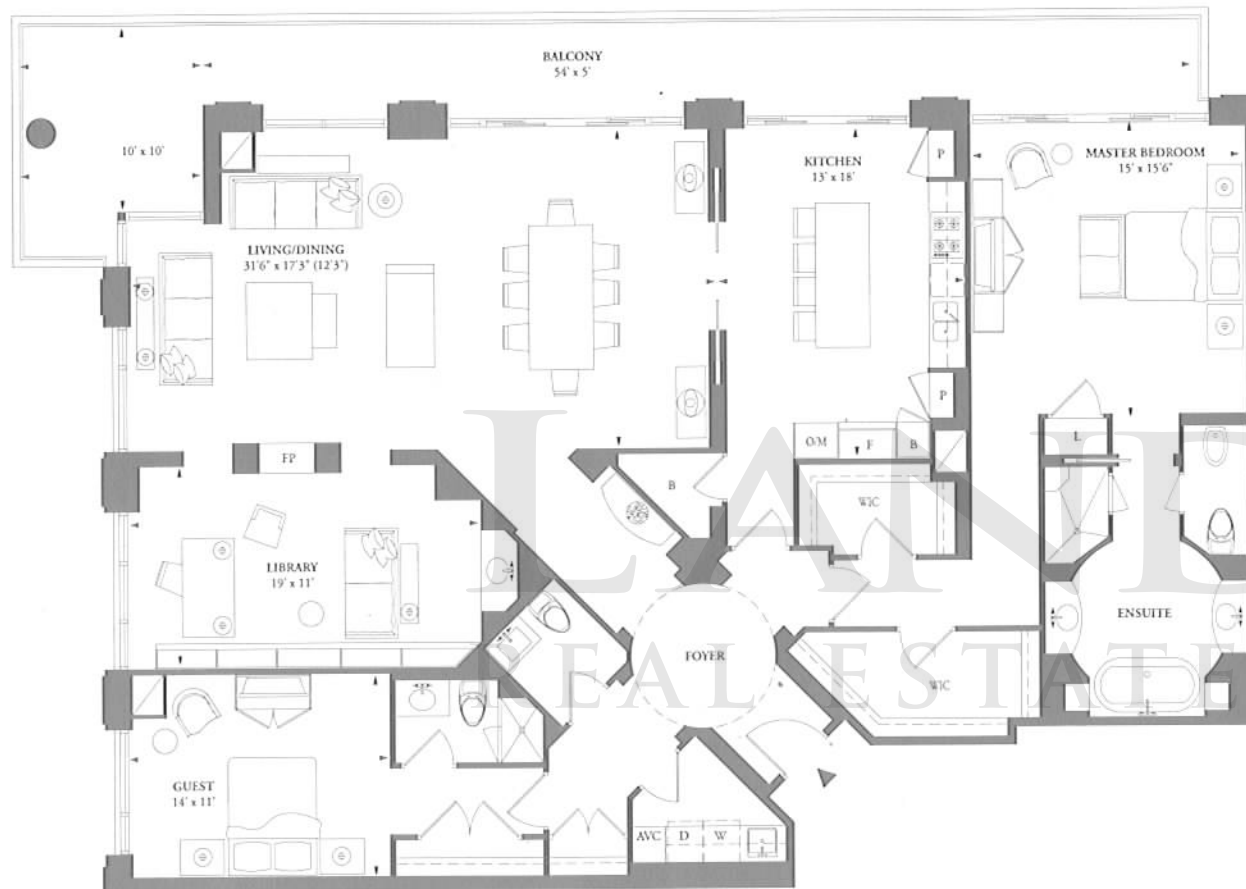 BALCONY
54' x 5'
10' x 10'
KITCHEN
13' x 18'
P
MASTER BEDROOM
15' x 15'6"
LIVING/DINING
31'6" x 17'3" (12'3")
P
O/M
F
B
L
FP
B
WIC
LIBRARY
19' x 11'
ENSUITE
FOYER
WIC
GUEST
14' x 11'
AVC
D
W
LAND
REAL ESTATE